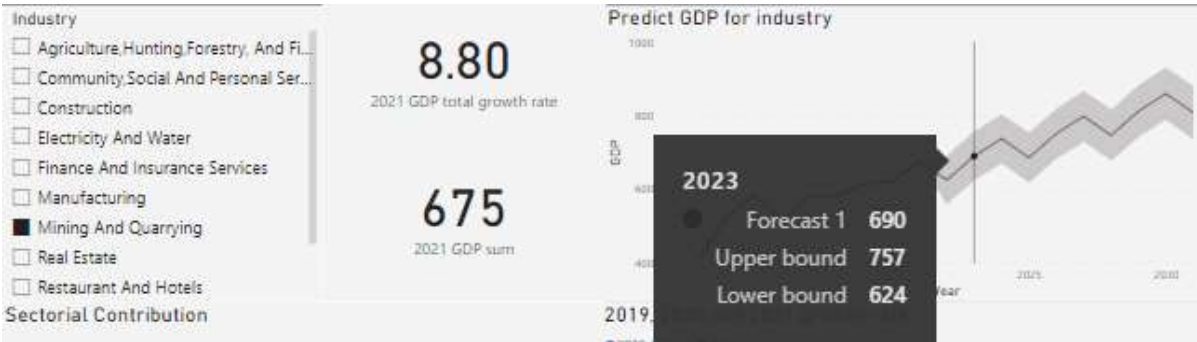 Industry
Agriculture,Hunting,Forestry, And Fi...
Community,Social And Personal Ser...
Construction
Electricity And Water
Finance And Insurance Services
Manufacturing
Mining And Quarrying
Real Estate
Restaurant And Hotels
Sectorial Contribution
8.80
2021 GDP total growth rate
675
2021 GDP sum
Predict GDP for industry
1000
800
600
400
GDP
2023
Forecast 1 690
Upper bound 757
Lower bound 624
2025
2030
Year
2019,